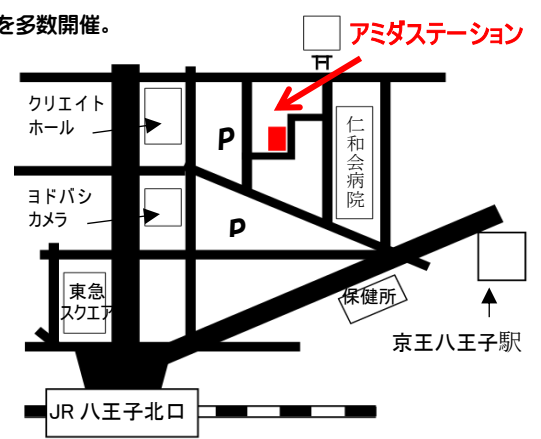 を多数開催。
アミダステーション
クリエイト
ホール
P
仁和会病院
ヨドバシ
カメラ
P
東急
スクエア
保健所
京王八王子駅
JR 八王子北口